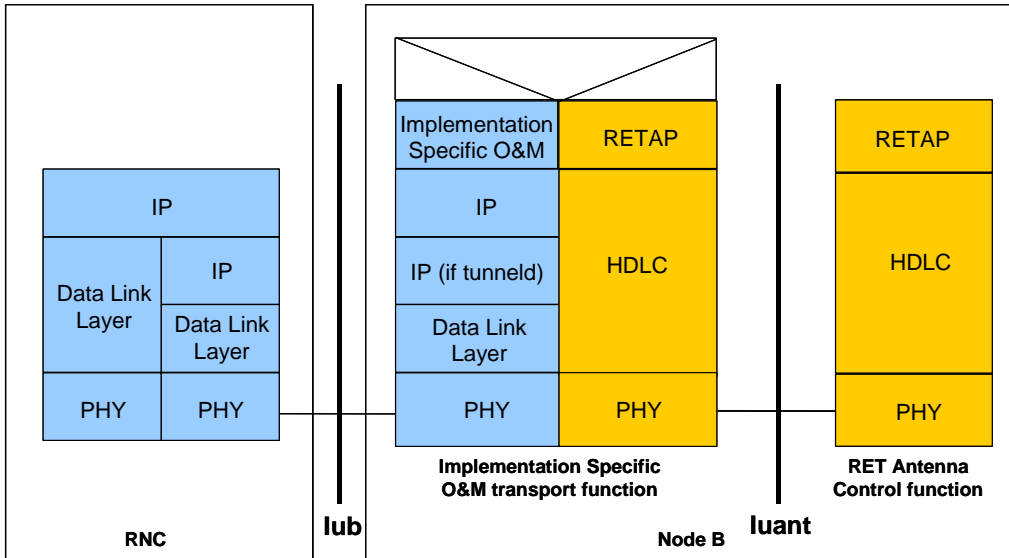 IP
Data Link
Layer
IP
Data Link
Layer
PHY
PHY
RNC
Iub
Implementation
Specific O&M
RETAP
IP
IP (if tunneld)
Data Link
Layer
HDLC
PHY
PHY
Implementation Specific
O&M transport function
Node B
Iuant
RETAP
HDLC
PHY
RET Antenna
Control function